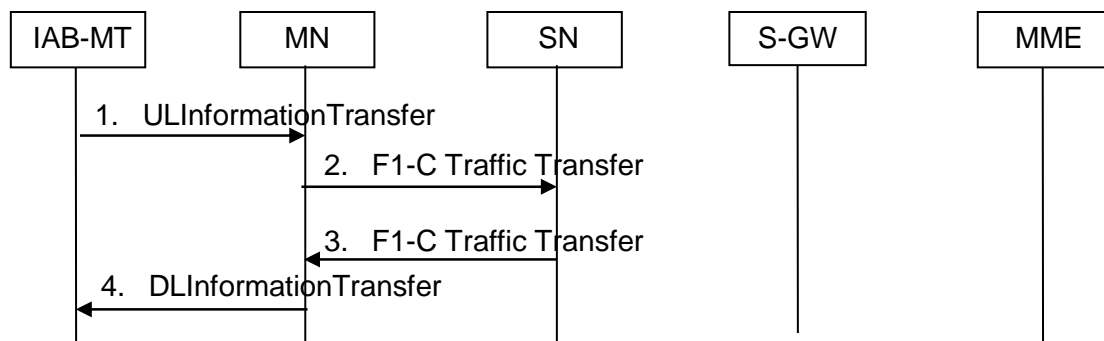 IAB-MT
MN
SN
S-GW
MME
1. ULInformationTransfer
2. F1-C Traffic Transfer
3. F1-C Traffic Transfer
4. DLInformationTransfer